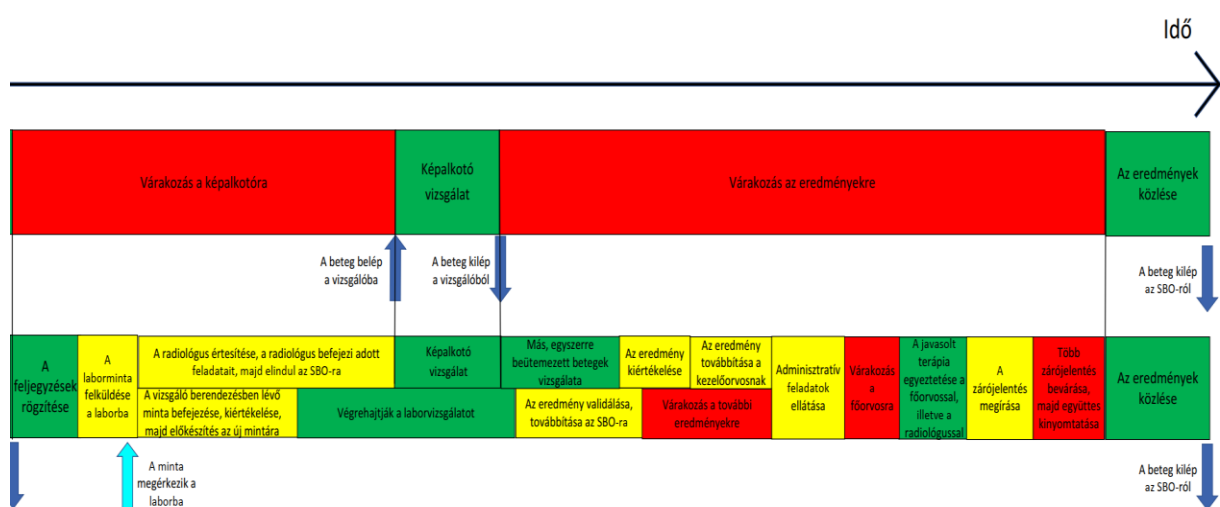 Idő
Várakozás a képalkotóra
Képalkotó
vizsgálat
Várakozás az eredményekre
Az eredmények
közlése
A beteg belép
a vizsgálóba
A beteg kilép
a vizsgálóból
A beteg kilép
az SBO-ról
A
feljegyzések
rögzítése
A
laborminta
felküldése
a laborba
A radiológus értesítése, a radiológus befejezi adott
feladatait, majd elindul az SBO-ra
A vizsgáló berendezésben lévő
minta befejezése, kiértékelése,
majd előkészítés az új mintára
Képalkotó
vizsgálat
Végrehajtják a laborvizsgálatot
Más, egyszerre
beütemezett betegek
vizsgálata
Az eredmény
kiértékelése
Az eredmény
továbbítása a
kezelőorvosnak
Az eredmény validálása,
továbbítása az SBO-ra
Várakozás a további
eredményekre
Adminisztratív
feladatok
ellátása
Várakozás
a
főorvosra
A javasolt
terápia
egyeztetése a
főorvossal,
illetve a
radiológussal
A
zárójelentés
megírása
Több
zárójelentés
bevárása,
majd együttes
kinyomtatása
Az eredmények
közlése
A minta
megérkezik a
laborba
A beteg kilép
az SBO-ról